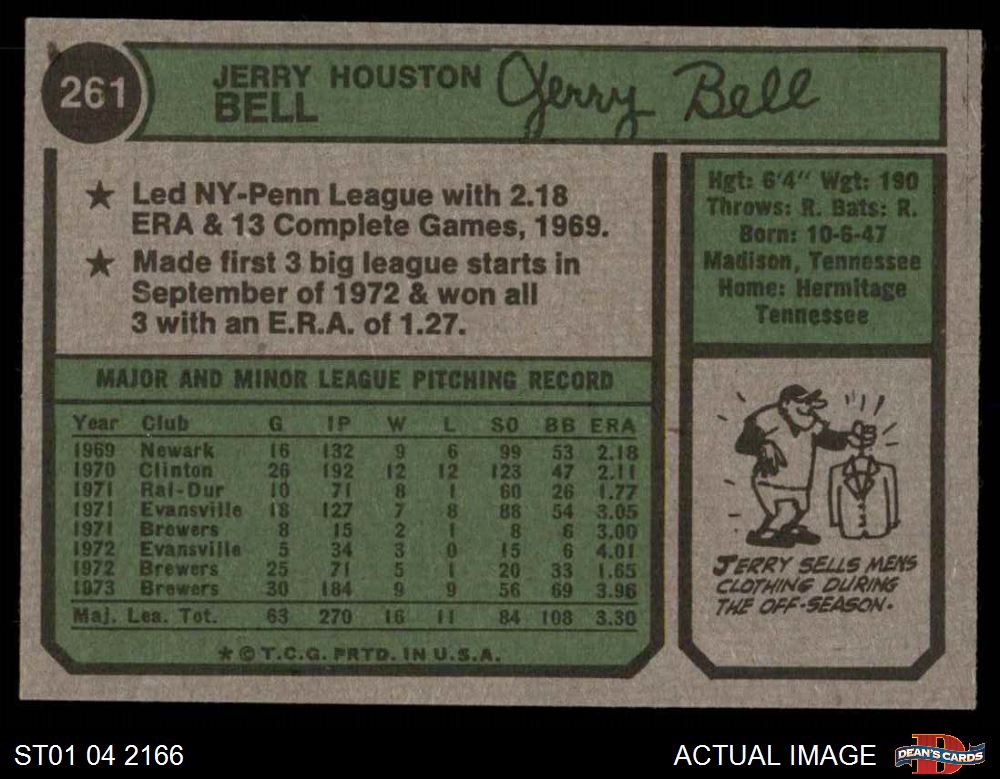 261
JERRY HOUSTON
BELL
Jerry Bell
★ Led NY-Penn League with 2.18
ERA & 13 Complete Games, 1969.
★ Made first 3 big league starts in
September of 1972 & won all
3 with an E.R.A. of 1.27.
Hgt: 6'4" Wgt: 190
Throws: R. Bats: R.
Born: 10-6-47
Madison, Tennessee
Home: Hermitage
Tennessee
MAJOR AND MINOR LEAGUE PITCHING RECORD
Year Club G IP W L SO BB ERA
1969 Newark 16 132 9 6 99 53 2.18
1970 Clinton 26 192 12 12 123 47 2.11
1971 Ral-Dur 10 71 8 1 60 26 1.77
1971 Evansville 18 127 7 8 88 54 3.05
1971 Brewers 8 15 2 1 8 6 3.00
1972 Evansville 5 34 3 0 15 6 4.01
1972 Brewers 25 71 5 1 20 33 1.65
1973 Brewers 30 184 9 9 56 69 3.96
Maj. Lea. Tot. 63 270 16 11 84 108 3.30
★ © T.C.G. PRTD. IN U.S.A.
JERRY SELLS MENS
CLOTHING DURING
THE OFF-SEASON.
ST01 04 2166
ACTUAL IMAGE
D
DEAN'S CARDS